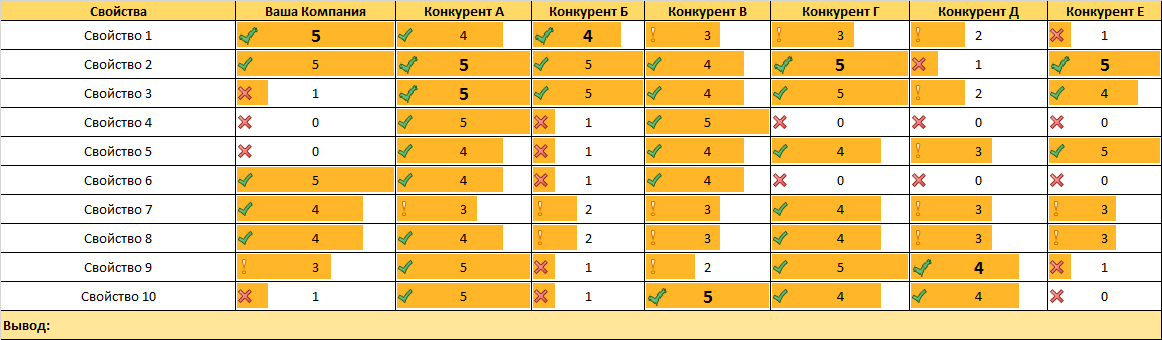 Свойства Ваша Компания Конкурент А Конкурент Б Конкурент В Конкурент Г Конкурент Д Конкурент Е
Свойство 1 5 4 4 3 3 2 1
Свойство 2 5 5 5 4 5 1 5
Свойство 3 1 5 5 4 5 2 4
Свойство 4 0 5 1 5 0 0 0
Свойство 5 0 4 1 4 4 3 5
Свойство 6 5 4 1 4 0 0 0
Свойство 7 4 3 2 3 4 3 3
Свойство 8 4 4 2 3 4 3 3
Свойство 9 3 5 1 2 5 4 1
Свойство 10 1 5 1 5 4 4 0
Вывод: